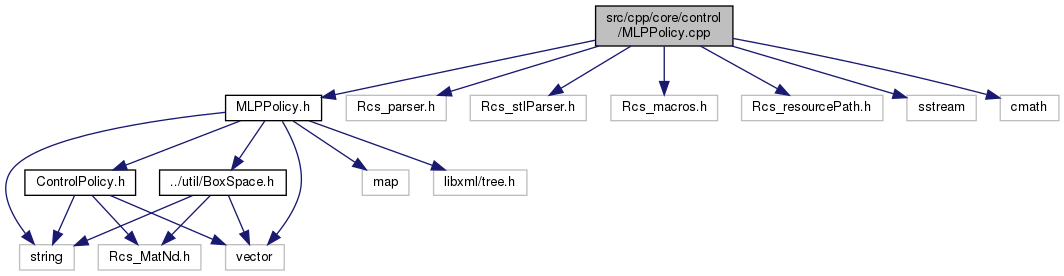 src/cpp/core/control
/MLPPolicy.cpp
MLPPolicy.h
Rcs_parser.h
Rcs_stlParser.h
Rcs_macros.h
Rcs_resourcePath.h
sstream
cmath
ControlPolicy.h
../util/BoxSpace.h
map
libxml/tree.h
string
Rcs_MatNd.h
vector